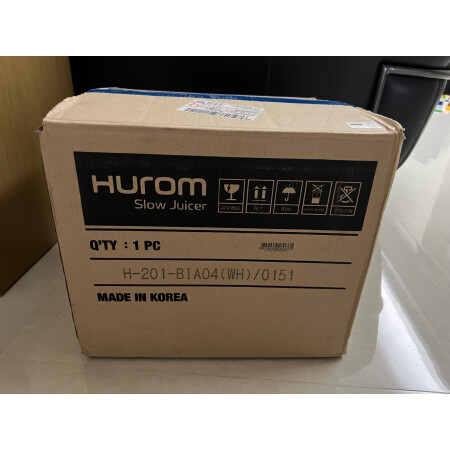 Hurom
Slow Juicer
Q'TY : 1 PC
H-201-BIA04(WH)/0151
MADE IN KOREA